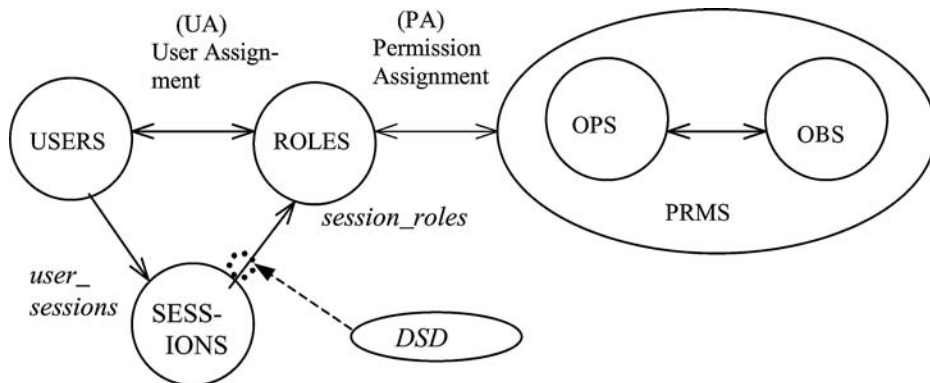 (UA)
User Assign-
ment
(PA)
Permission
Assignment
USERS
ROLES
OPS
OBS
PRMS
session_roles
user_
sessions
SESS-
IONS
DSD